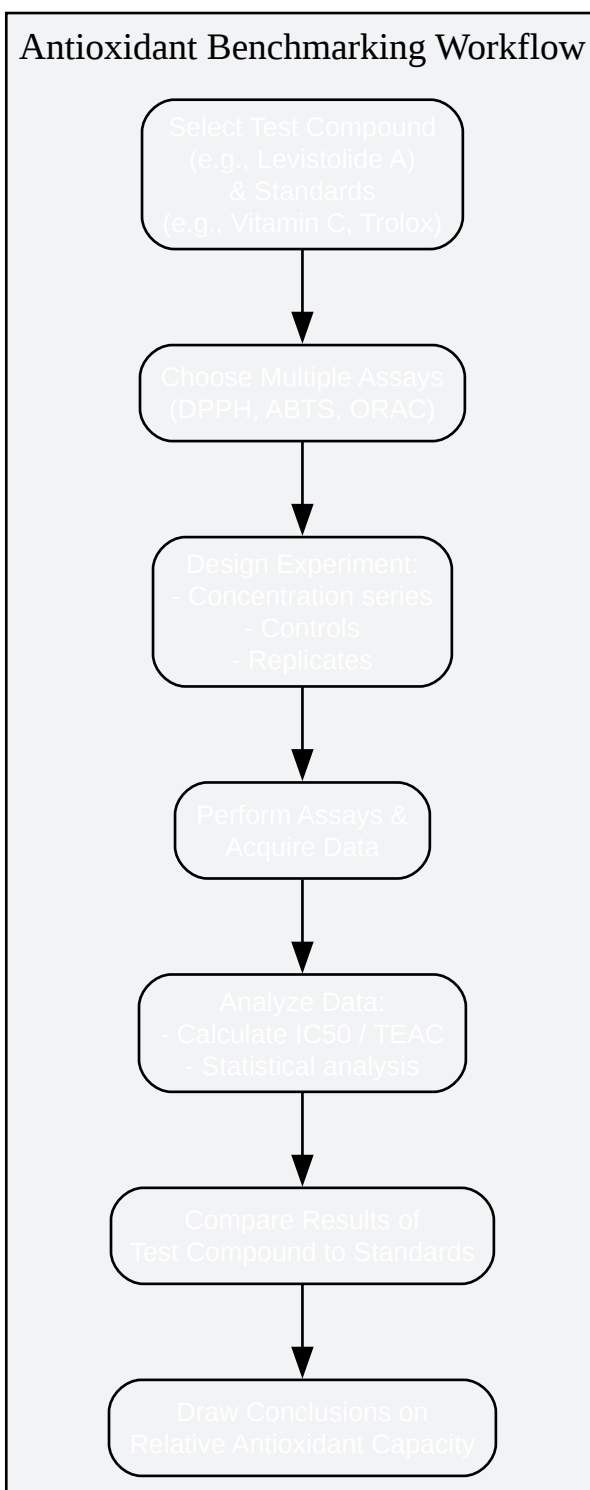 Antioxidant Benchmarking Workflow
Select Test Compound
(e.g., Levistolide A)
& Standards
(e.g., Vitamin C, Trolox)
Choose Multiple Assays
(DPPH, ABTS, ORAC)
Design Experiment:
- Concentration series
- Controls
- Replicates
Perform Assays &
Acquire Data
Analyze Data:
- Calculate IC50 / TEAC
- Statistical analysis
Compare Results of
Test Compound to Standards
Draw Conclusions on
Relative Antioxidant Capacity